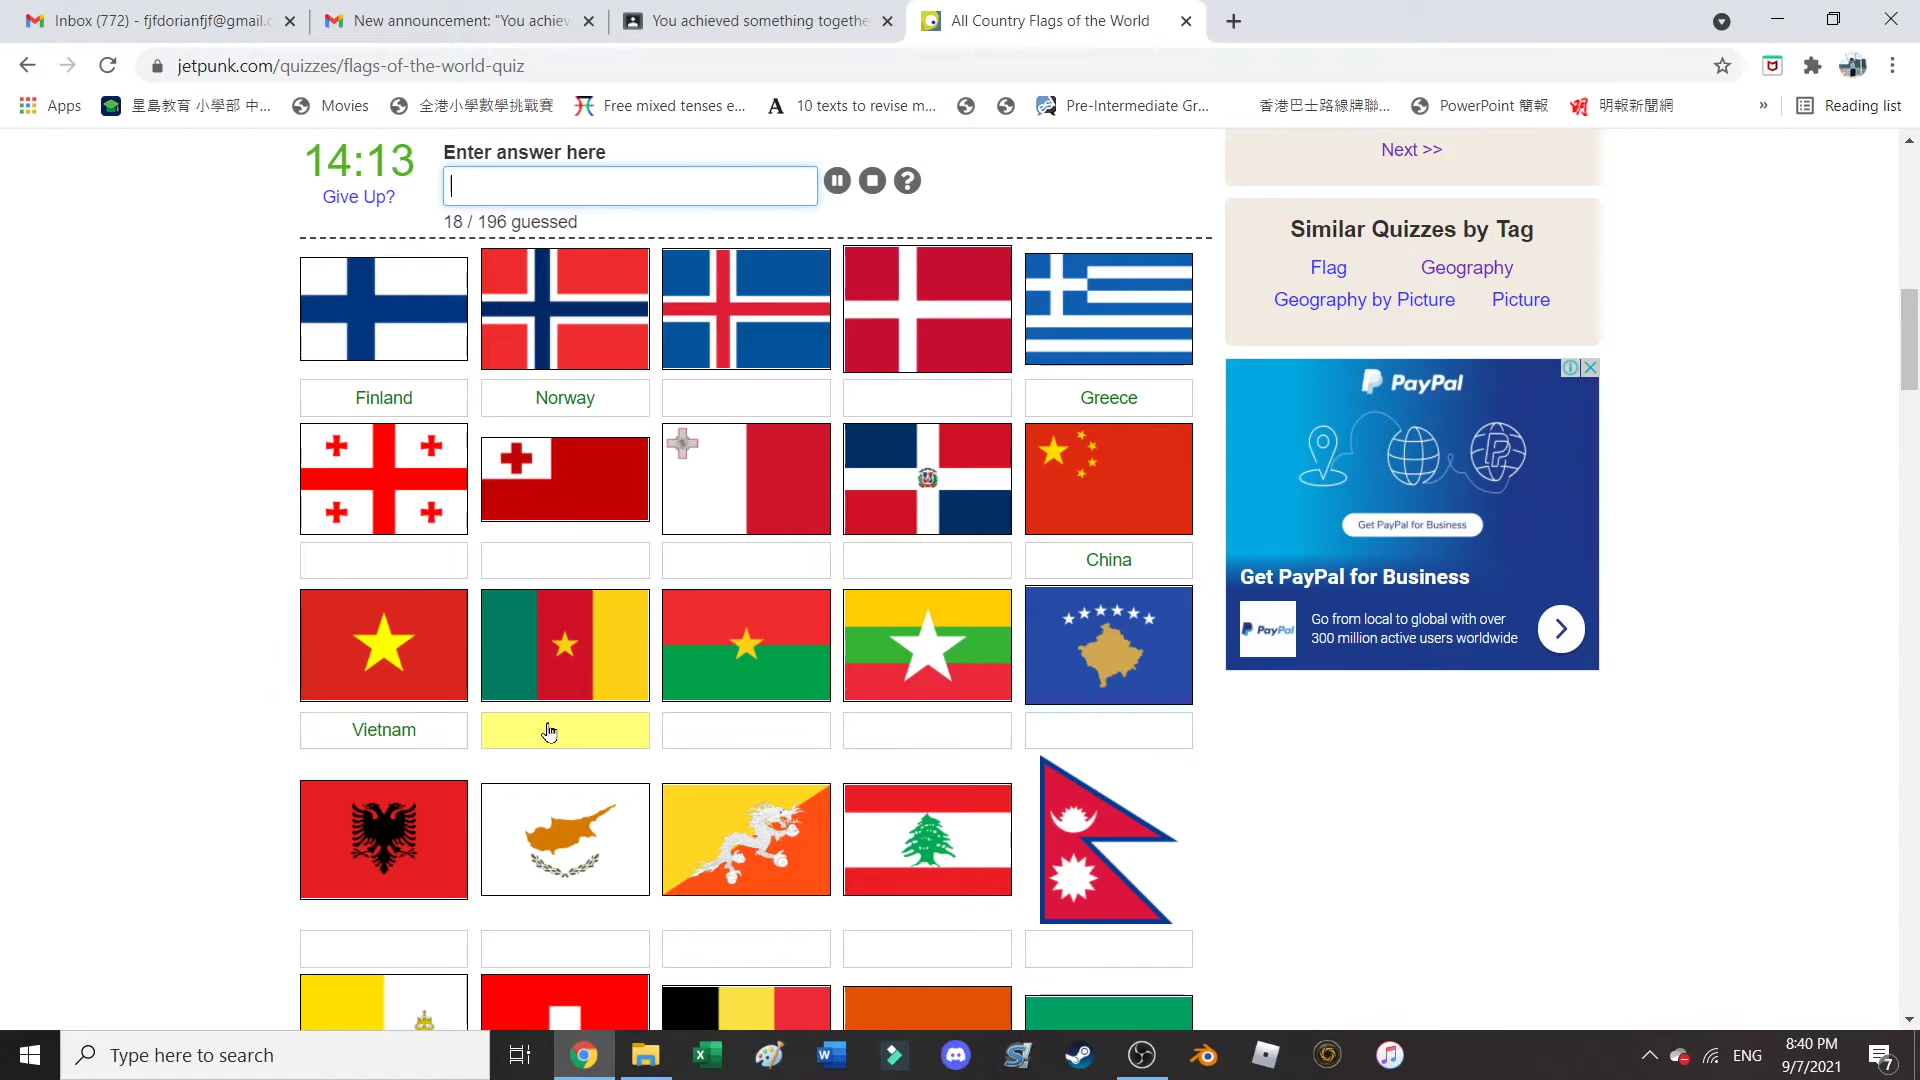 Inbox (772) - fjfdorianfjf@gmail.c
New announcement: "You achiev
You achieved something togethe
All Country Flags of the World
jetpunk.com/quizzes/flags-of-the-world-quiz
Apps
星島教育 小學部 中...
Movies
全港小學數學挑戰賽
Free mixed tenses e...
10 texts to revise m...
Pre-Intermediate Gr...
香港巴士路線牌聯...
PowerPoint 簡報
明報新聞網
»
Reading list
14:13
Give Up?
Enter answer here
18 / 196 guessed
Next >>
Similar Quizzes by Tag
Flag
Geography
Geography by Picture
Picture
Finland
Norway
Greece
China
Vietnam
PayPal
Get PayPal for Business
Get PayPal for Business
PayPal
Go from local to global with over
300 million active users worldwide
Type here to search
ENG
8:40 PM
9/7/2021
7